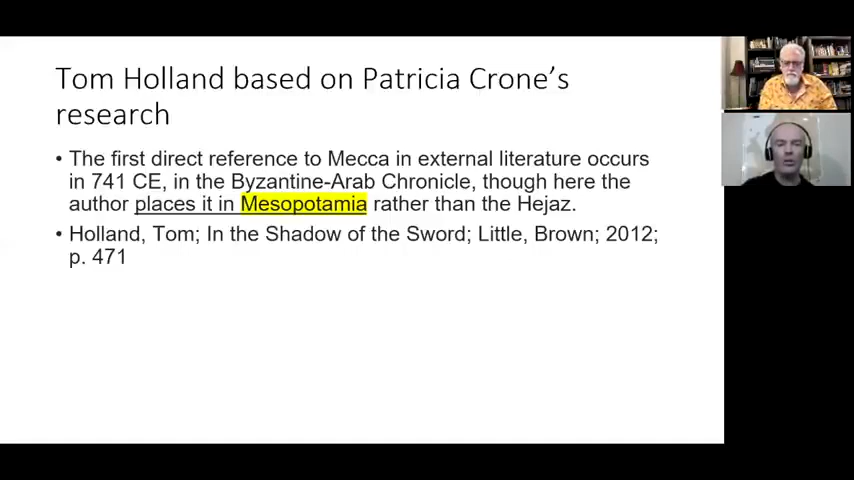 Tom Holland based on Patricia Crone's
research
• The first direct reference to Mecca in external literature occurs
in 741 CE, in the Byzantine-Arab Chronicle, though here the
author places it in Mesopotamia rather than the Hejaz.
• Holland, Tom; In the Shadow of the Sword; Little, Brown; 2012;
p. 471